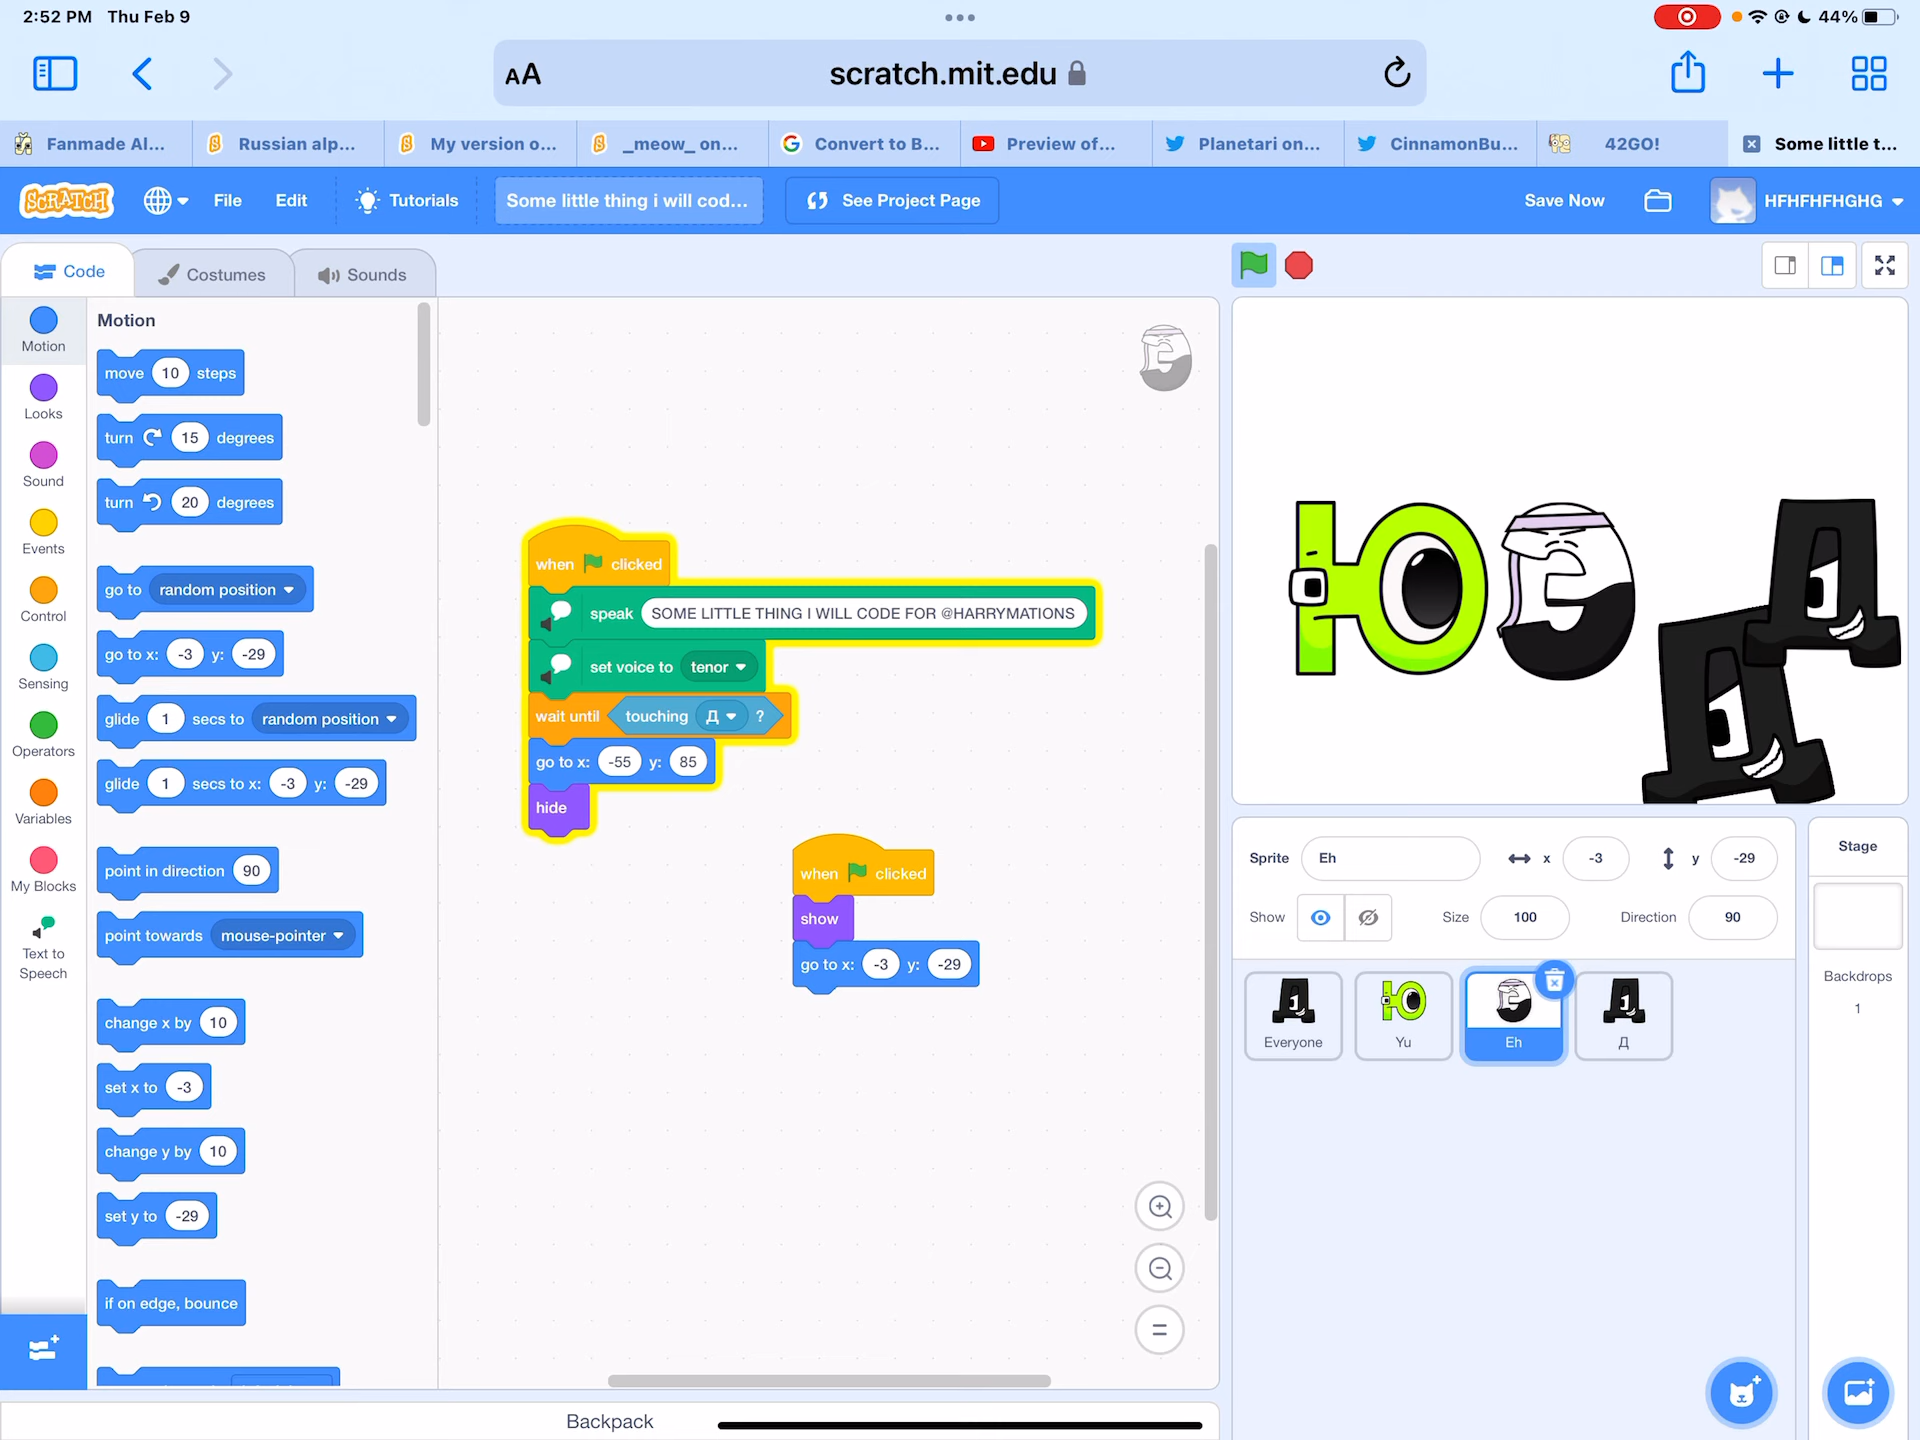 2:52 PM Thu Feb 9
44%
AA scratch.mit.edu
Fanmade Al...
Russian alp...
My version o...
_meow_ on...
Convert to B...
Preview of...
Planetari on...
CinnamonBu...
42GO!
Some little t...
SCRATCH
File
Edit
Tutorials
Some little thing i will cod...
See Project Page
Save Now
HFHFHFHGHG
Code
Costumes
Sounds
Motion
Looks
Sound
Events
Control
Sensing
Operators
Variables
My Blocks
Text to
Speech
Motion
move 10 steps
turn 15 degrees
turn 20 degrees
go to random position
go to x: -3 y: -29
glide 1 secs to random position
glide 1 secs to x: -3 y: -29
point in direction 90
point towards mouse-pointer
change x by 10
set x to -3
change y by 10
set y to -29
if on edge, bounce
when clicked
speak SOME LITTLE THING I WILL CODE FOR @HARRYMATIONS
set voice to tenor
wait until touching Д ?
go to x: -55 y: 85
hide
when clicked
show
go to x: -3 y: -29
Backpack
Ю Э Д
Д
Sprite Eh x -3 y -29
Show Size 100 Direction 90
Everyone
Yu
Eh
Д
Stage
Backdrops
1